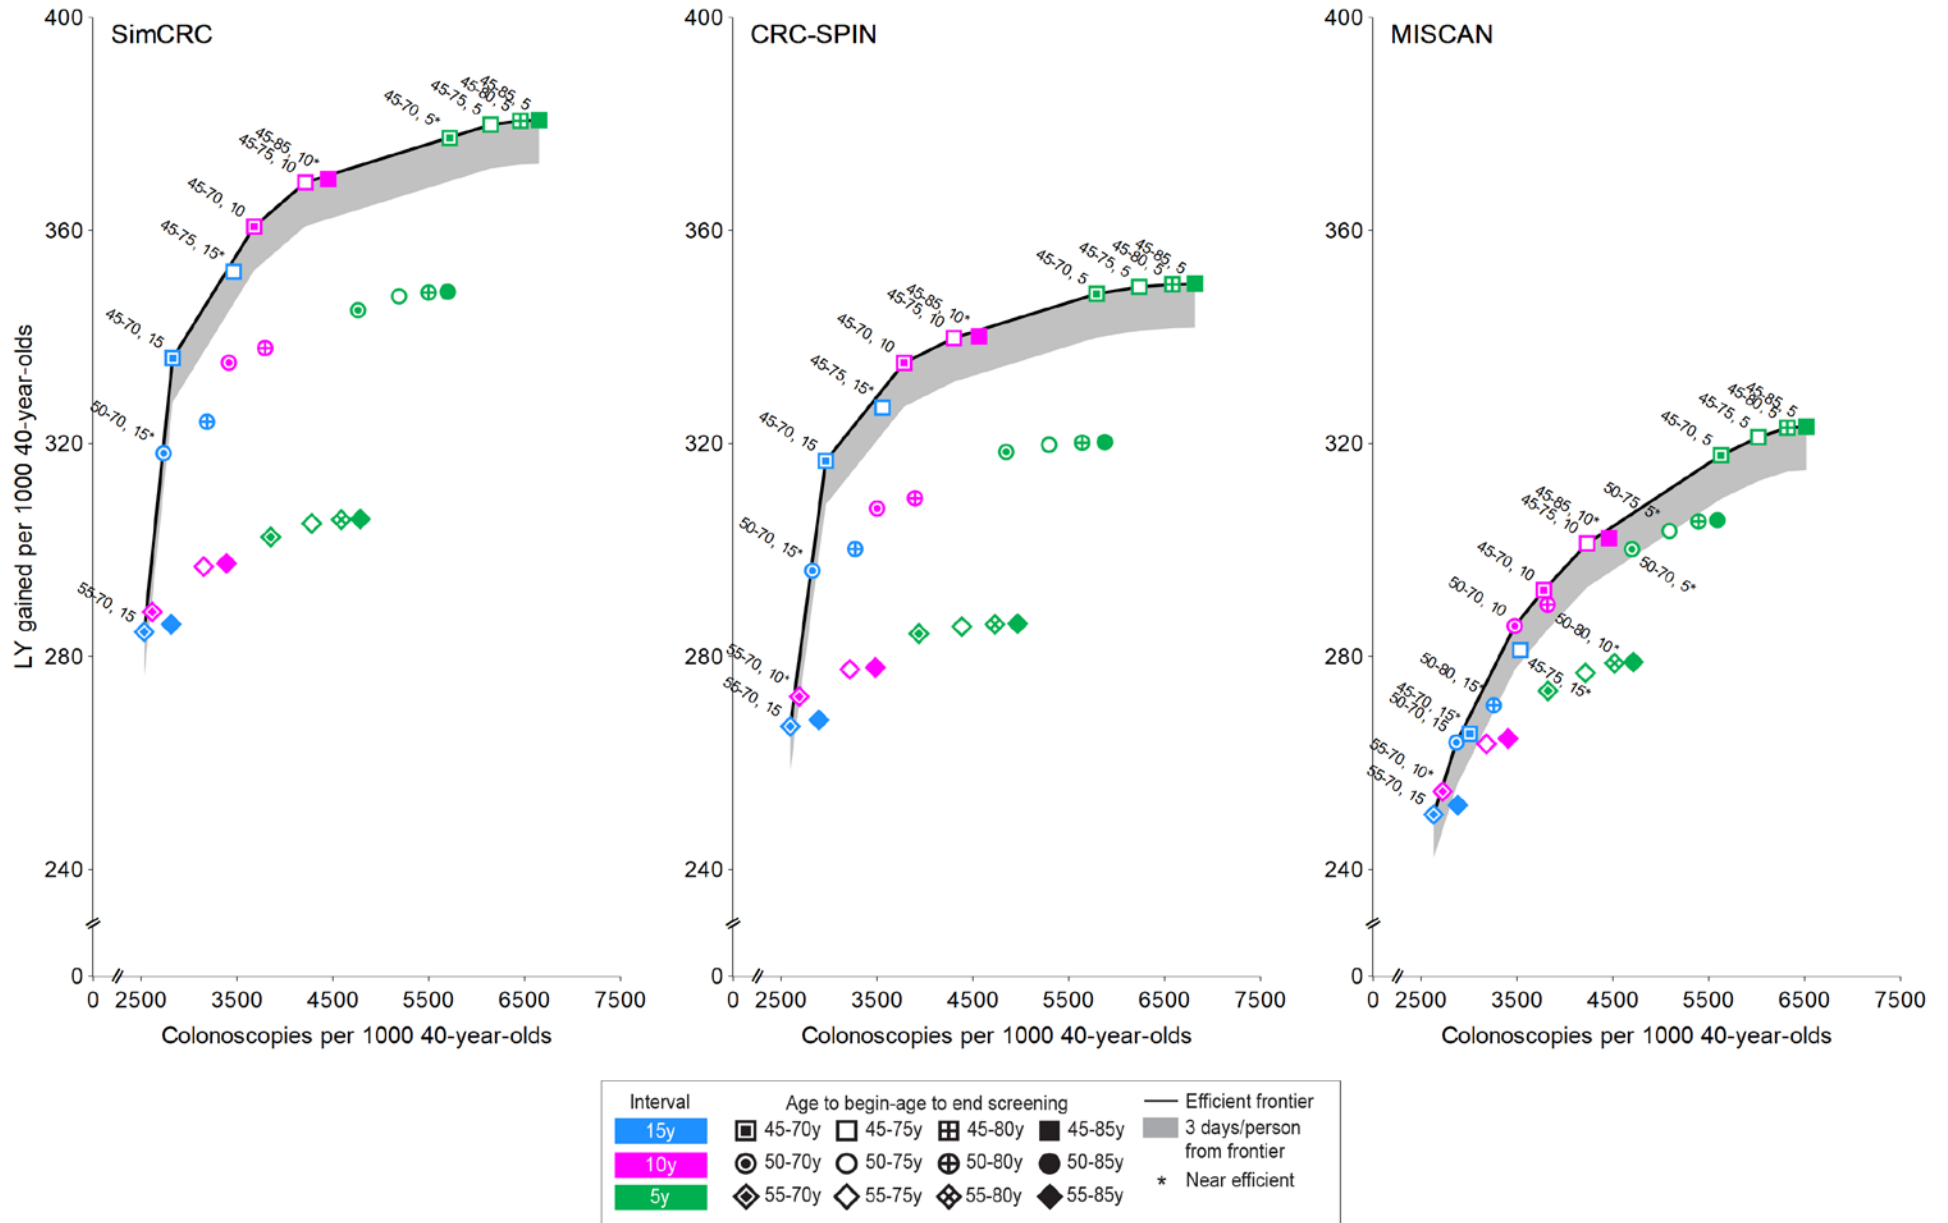 SimCRC
400
360
320
280
240
0
LY gained per 1000 40-year-olds
45-85, 5
45-80, 5
45-75, 5
45-70, 5*
45-85, 10*
45-75, 10
45-70, 10
45-75, 15*
45-70, 15
50-70, 15*
55-70, 15
0 2500 3500 4500 5500 6500 7500
Colonoscopies per 1000 40-year-olds
CRC-SPIN
400
360
320
280
240
0
45-85, 5
45-80, 5
45-75, 5
45-70, 5
45-85, 10*
45-75, 10
45-70, 10
45-75, 15*
45-70, 15
50-70, 15*
55-70, 10*
55-70, 15
0 2500 3500 4500 5500 6500 7500
Colonoscopies per 1000 40-year-olds
MISCAN
400
360
320
280
240
0
45-85, 5
45-80, 5
45-75, 5
45-70, 5
50-75, 5*
50-70, 5*
45-85, 10*
45-75, 10
45-70, 10
50-70, 10
50-80, 10*
45-75, 15*
50-80, 15*
45-70, 15*
50-70, 15
55-70, 10*
55-70, 15
0 2500 3500 4500 5500 6500 7500
Colonoscopies per 1000 40-year-olds
Interval
15y
10y
5y
Age to begin-age to end screening
45-70y 45-75y 45-80y 45-85y
50-70y 50-75y 50-80y 50-85y
55-70y 55-75y 55-80y 55-85y
Efficient frontier
3 days/person
from frontier
* Near efficient